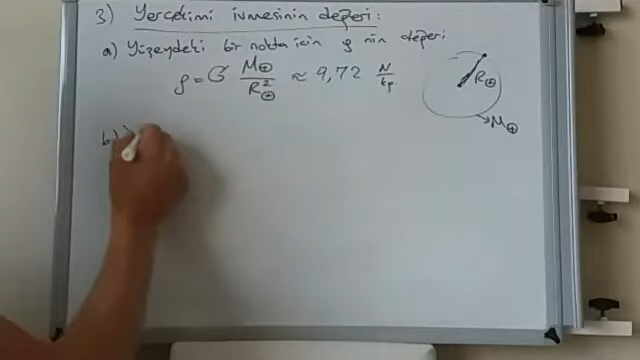 3) Yerçekimi ivmesinin değeri:
a) Yüzeydeki bir nokta için g nin değeri
g = G M⊕ / R⊕² ≈ 9,72 N/kg
R⊕
M⊕
b)